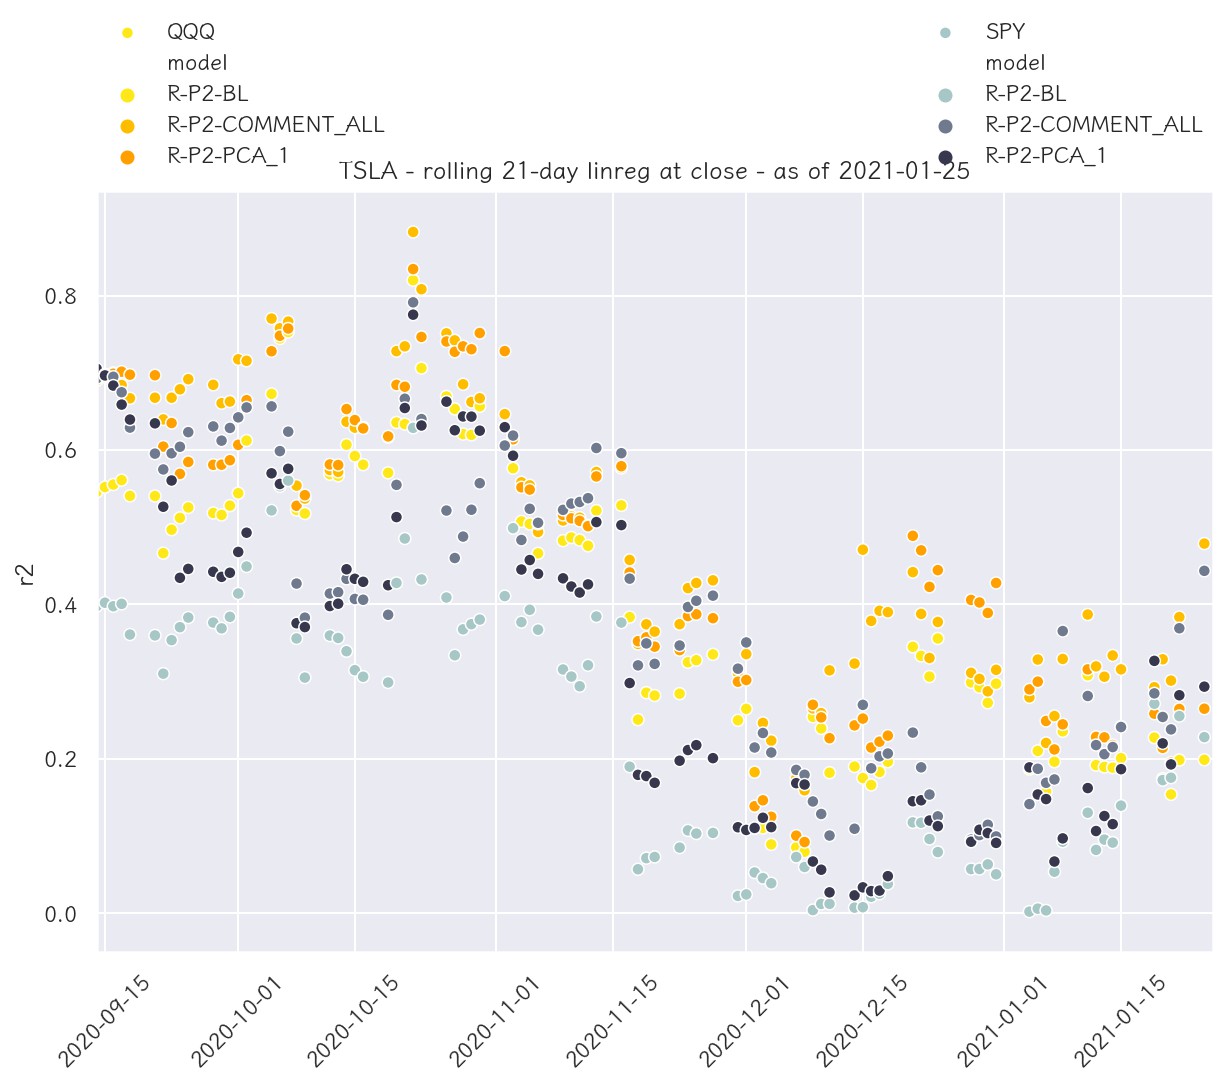 QQQ
model
R-P2-BL
R-P2-COMMENT_ALL
R-P2-PCA_1
SPY
model
R-P2-BL
R-P2-COMMENT_ALL
R-P2-PCA_1
TSLA - rolling 21-day linreg at close - as of 2021-01-25
r2
0.8
0.6
0.4
0.2
0.0
2020-09-15
2020-10-01
2020-10-15
2020-11-01
2020-11-15
2020-12-01
2020-12-15
2021-01-01
2021-01-15